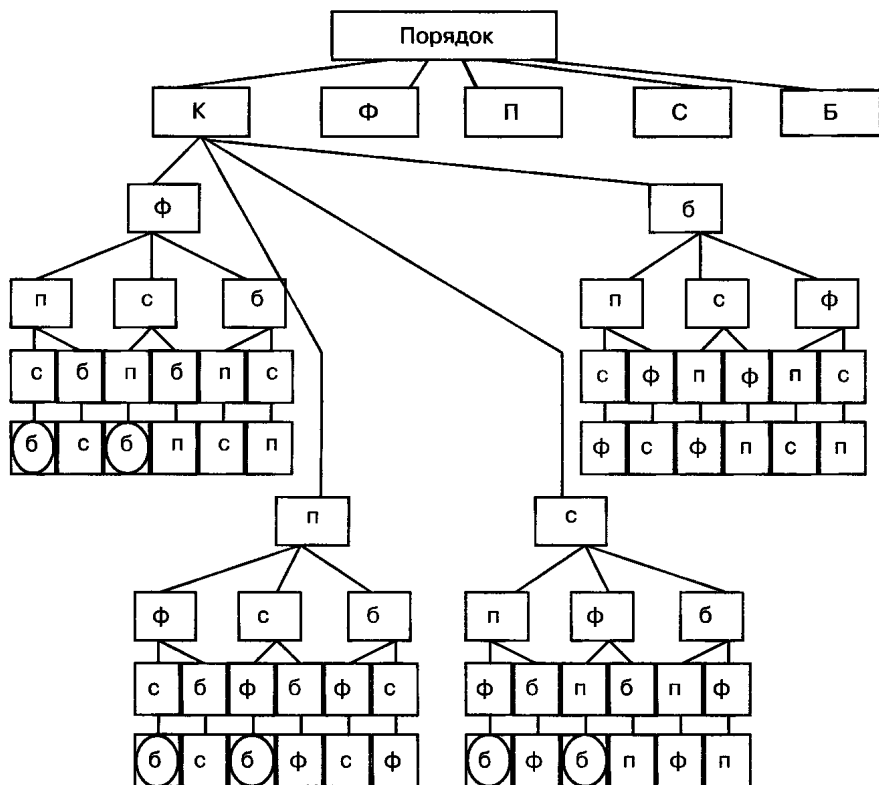 Порядок
К Ф П С Б
ф б
п с б п с ф
с б п б п с с ф п ф п с
б с б п с п ф с ф п с п
п с
ф с б п ф б
с б ф б ф с ф б п б п ф
б с б ф с ф б ф б п ф п